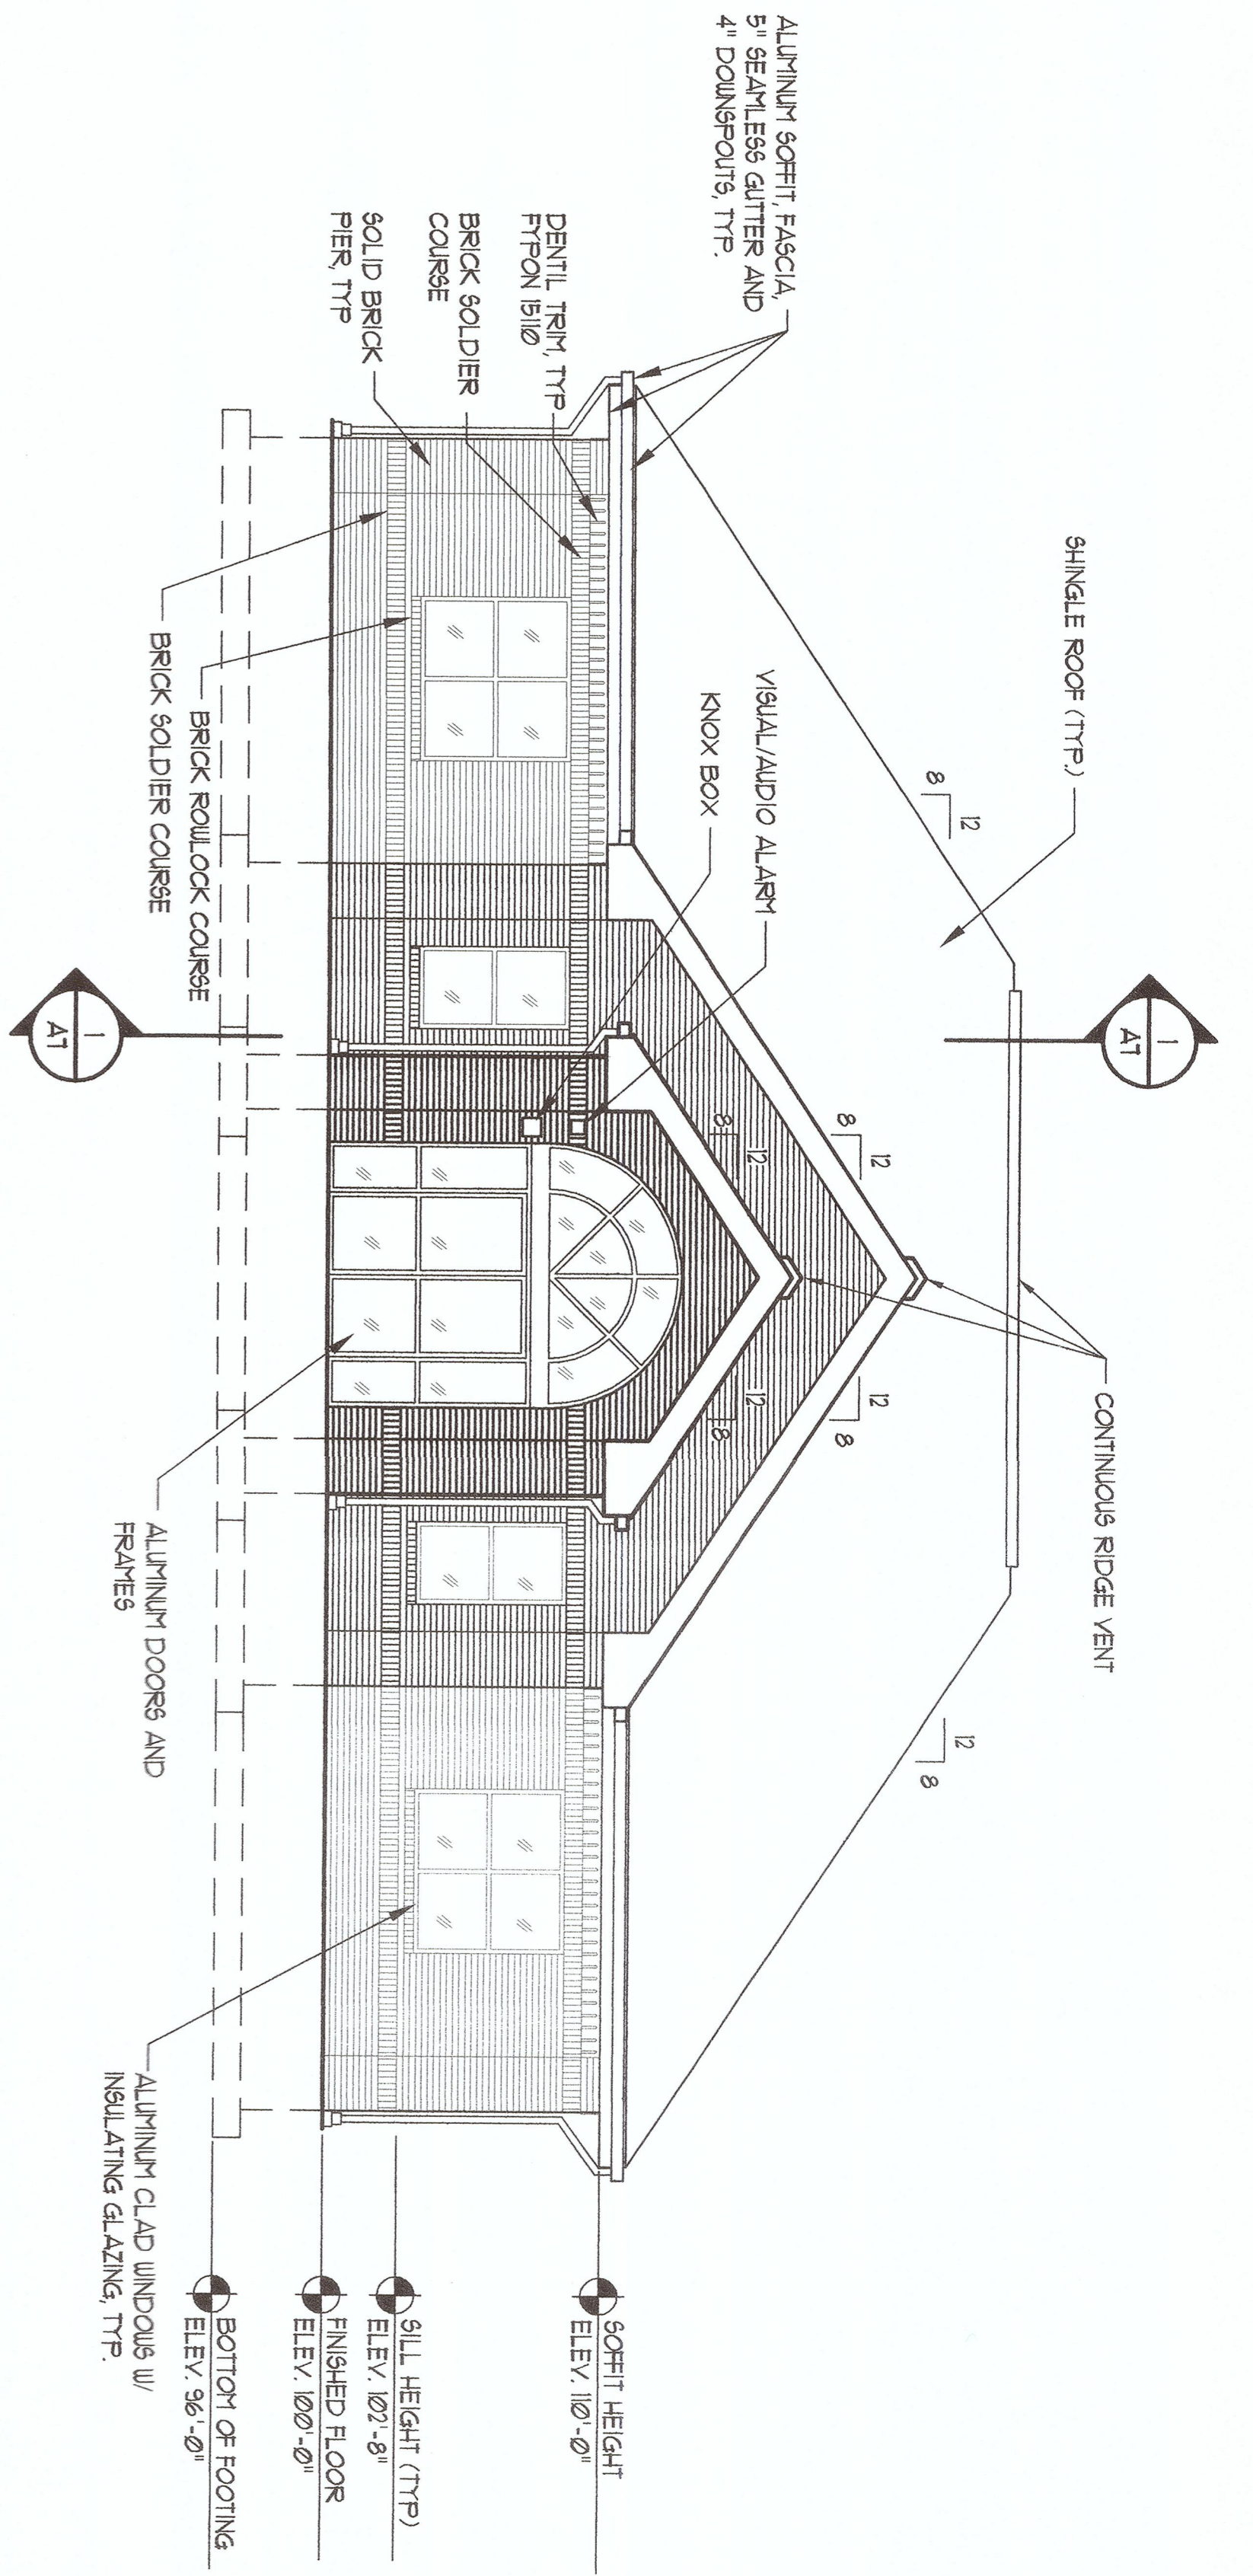 ALUMINUM SOFFIT, FASCIA,
5" SEAMLESS GUTTER AND
4" DOWNSPOUTS, TYP.
DENTIL TRIM, TYP
FYPON 15110
BRICK SOLDIER
COURSE
SOLID BRICK
PIER, TYP
SHINGLE ROOF (TYP.)
8
12
VISUAL/AUDIO ALARM
KNOX BOX
BRICK ROWLOCK COURSE
BRICK SOLDIER COURSE
1
A7
1
A7
8
12
8
12
12
8
12
8
CONTINUOUS RIDGE VENT
12
8
ALUMINUM DOORS AND
FRAMES
ALUMINUM CLAD WINDOWS W/
INSULATING GLAZING, TYP.
SOFFIT HEIGHT
ELEV. 110'-0"
SILL HEIGHT (TYP)
ELEV. 102'-8"
FINISHED FLOOR
ELEV. 100'-0"
BOTTOM OF FOOTING
ELEV. 96'-0"